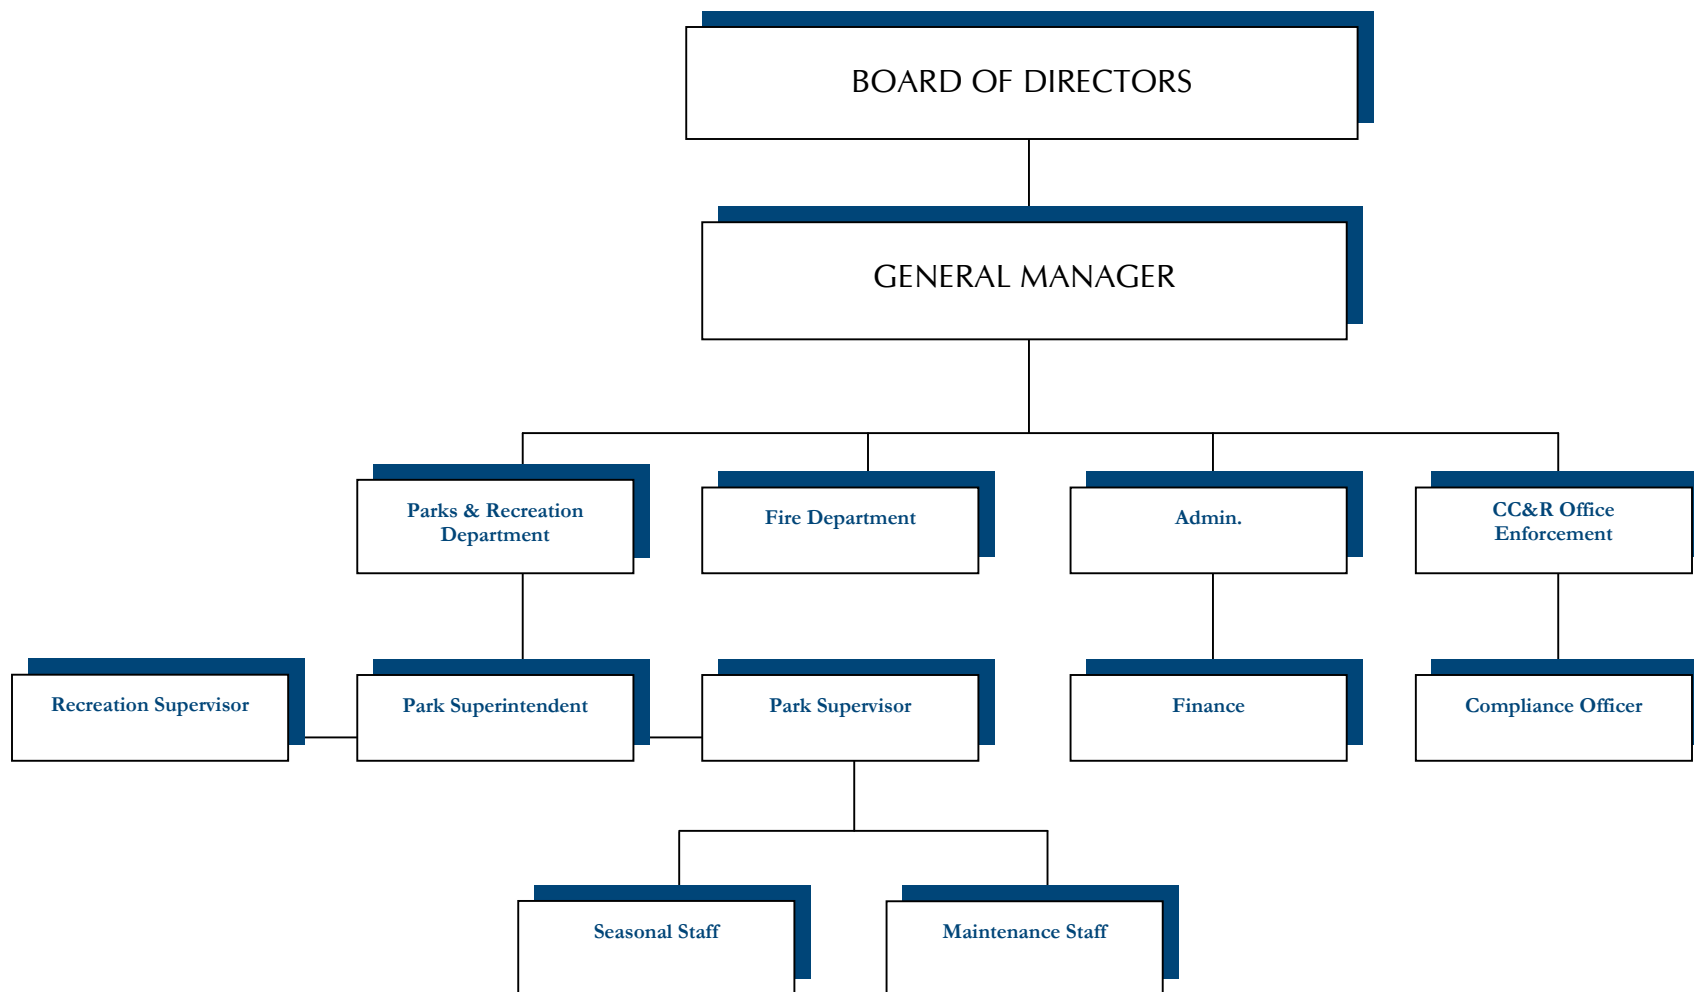 BOARD OF DIRECTORS
GENERAL MANAGER
Parks & Recreation
Department
Fire Department
Admin.
CC&R Office
Enforcement
Recreation Supervisor
Park Superintendent
Park Supervisor
Finance
Compliance Officer
Seasonal Staff
Maintenance Staff